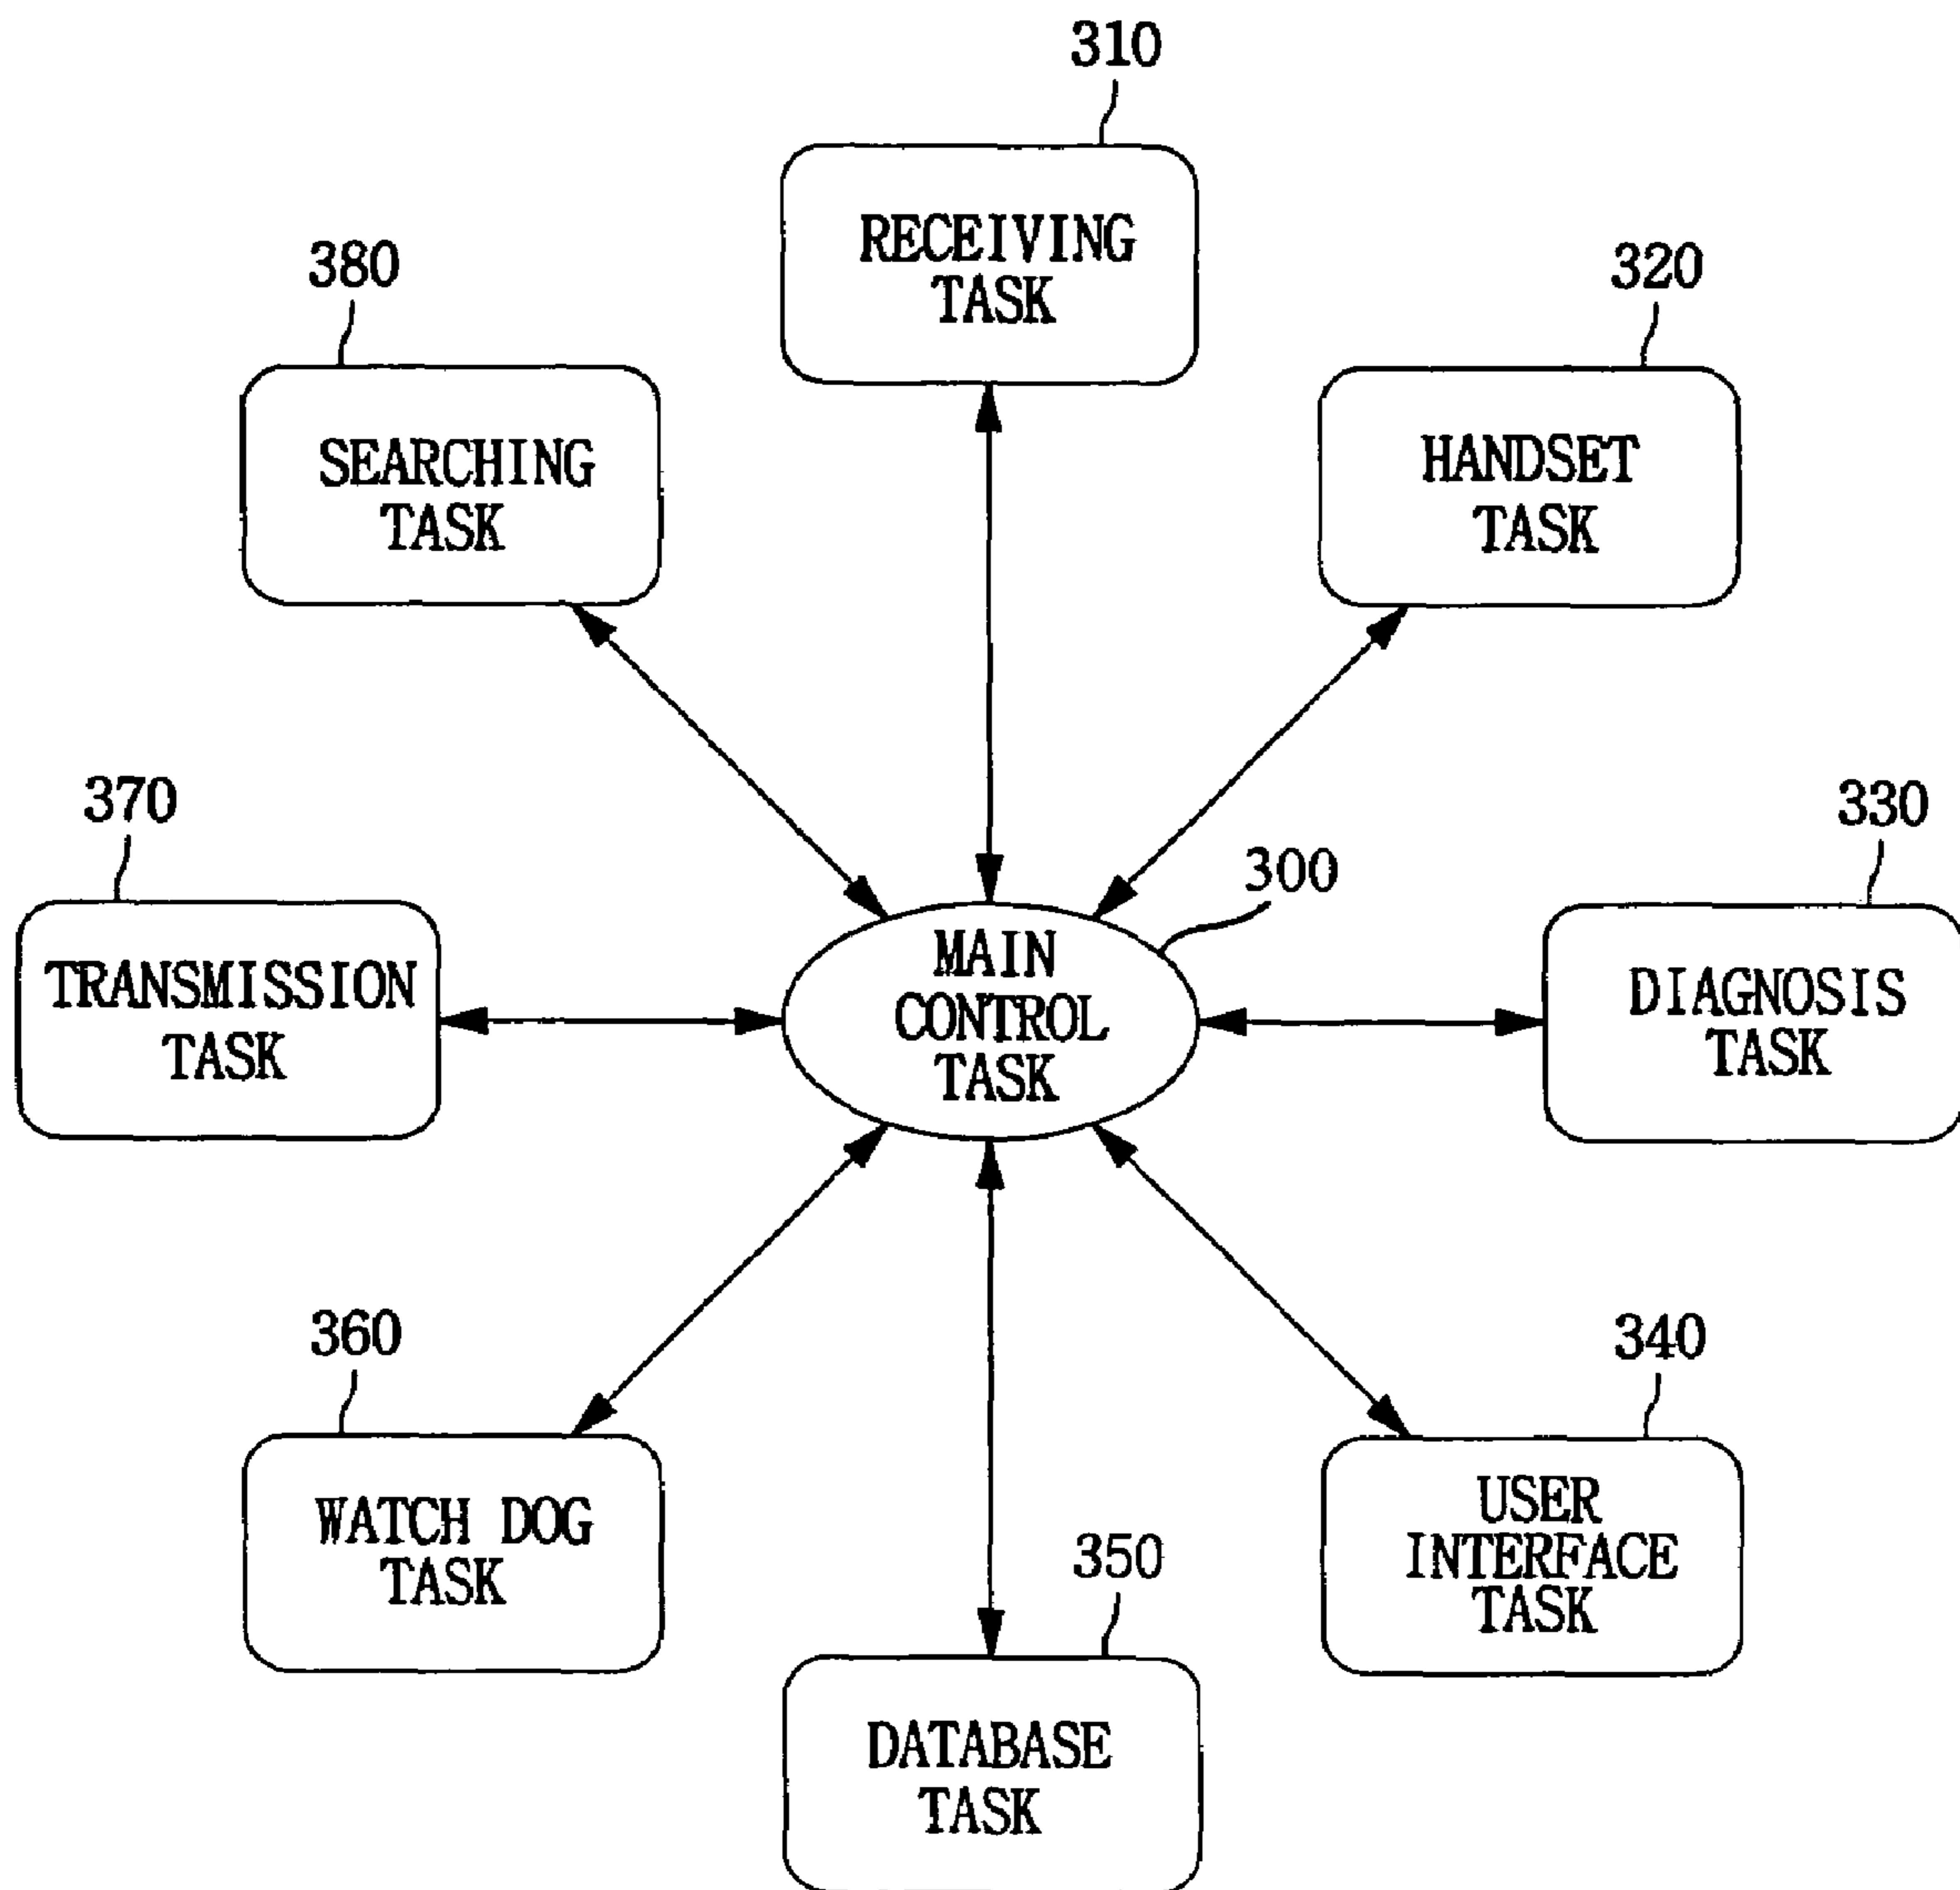 310
RECEIVING
TASK
380
SEARCHING
TASK
320
HANDSET
TASK
370
TRANSMISSION
TASK
300
MAIN
CONTROL
TASK
330
DIAGNOSIS
TASK
360
WATCH DOG
TASK
350
DATABASE
TASK
340
USER
INTERFACE
TASK